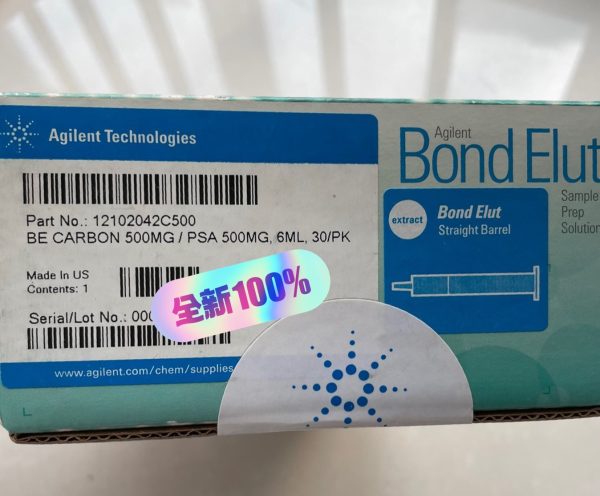 Agilent Technologies
Part No.: 12102042C500
BE CARBON 500MG / PSA 500MG, 6ML, 30/PK
Made In US
Contents: 1
Serial/Lot No.: 000
全新100%
www.agilent.com/chem/supplies
Agilent
Bond Elut
extract
Bond Elut
Straight Barrel
Sample
Prep
Solution